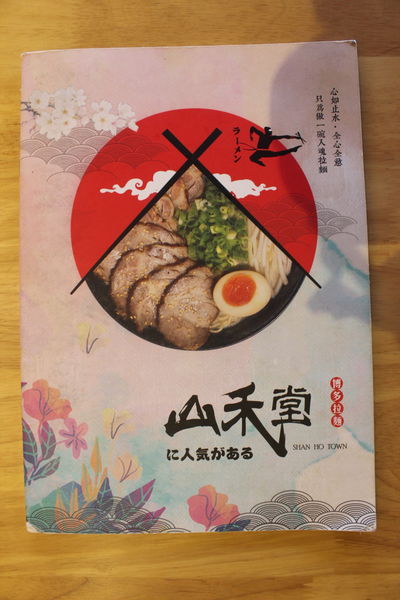 心如止水·全心全意
只為做一碗入魂拉麵
ラーメン
山禾堂
博多拉麵
SHAN HO TOWN
に人気がある